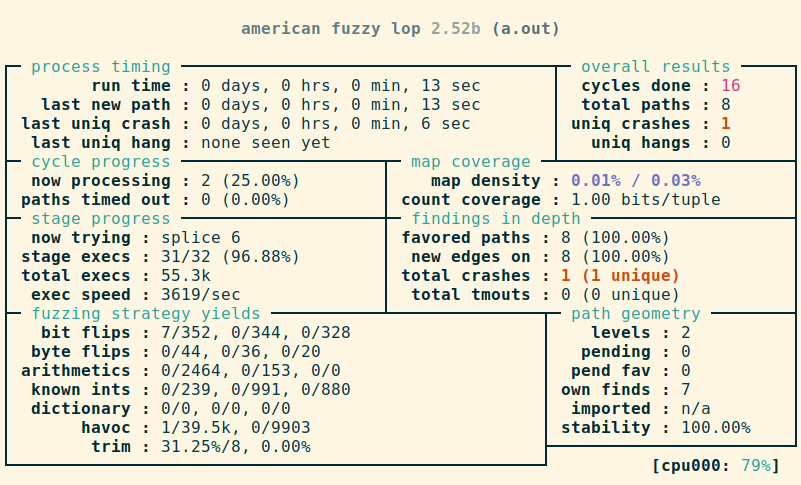 american fuzzy lop 2.52b (a.out)
process timing overall results
run time : 0 days, 0 hrs, 0 min, 13 sec cycles done : 16
last new path : 0 days, 0 hrs, 0 min, 13 sec total paths : 8
last uniq crash : 0 days, 0 hrs, 0 min, 6 sec uniq crashes : 1
last uniq hang : none seen yet uniq hangs : 0
cycle progress map coverage
now processing : 2 (25.00%) map density : 0.01% / 0.03%
paths timed out : 0 (0.00%) count coverage : 1.00 bits/tuple
stage progress findings in depth
now trying : splice 6 favored paths : 8 (100.00%)
stage execs : 31/32 (96.88%) new edges on : 8 (100.00%)
total execs : 55.3k total crashes : 1 (1 unique)
exec speed : 3619/sec total tmouts : 0 (0 unique)
fuzzing strategy yields path geometry
bit flips : 7/352, 0/344, 0/328 levels : 2
byte flips : 0/44, 0/36, 0/20 pending : 0
arithmetics : 0/2464, 0/153, 0/0 pend fav : 0
known ints : 0/239, 0/991, 0/880 own finds : 7
dictionary : 0/0, 0/0, 0/0 imported : n/a
havoc : 1/39.5k, 0/9903 stability : 100.00%
trim : 31.25%/8, 0.00%
[cpu000: 79%]